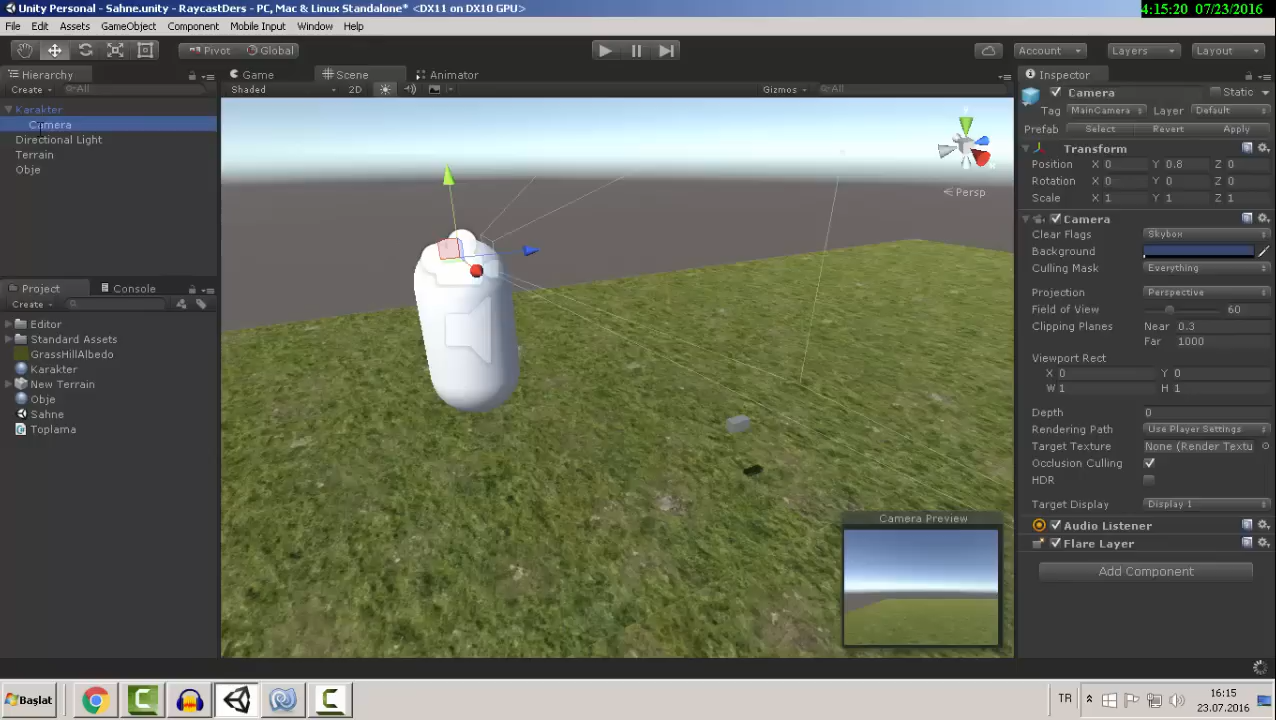 Unity Personal - Sahne.unity - RaycastDers - PC, Mac & Linux Standalone* <DX11 on DX10 GPU>
4:15:20 07/23/2016
File Edit Assets GameObject Component Mobile Input Window Help
Pivot Global Account Layers Layout
Hierarchy Game Scene Animator Inspector
Create All Shaded 2D Gizmos All Camera Static
Karakter Tag MainCamera Layer Default
Camera Prefab Select Revert Apply
Directional Light Transform
Terrain Position X 0 Y 0.8 Z 0
Obje Rotation X 0 Y 0 Z 0
Persp Scale X 1 Y 1 Z 1
Camera
Clear Flags Skybox
Background
Culling Mask Everything
Project Console Projection Perspective
Create Field of View 60
Editor Clipping Planes Near 0.3
Standard Assets Far 1000
GrassHillAlbedo Viewport Rect
Karakter X 0 Y 0
New Terrain W 1 H 1
Obje Depth 0
Sahne Rendering Path Use Player Settings
Toplama Target Texture None (Render Textu
Occlusion Culling
HDR
Target Display Display 1
Camera Preview Audio Listener
Flare Layer
Add Component
Başlat TR 16:15
23.07.2016